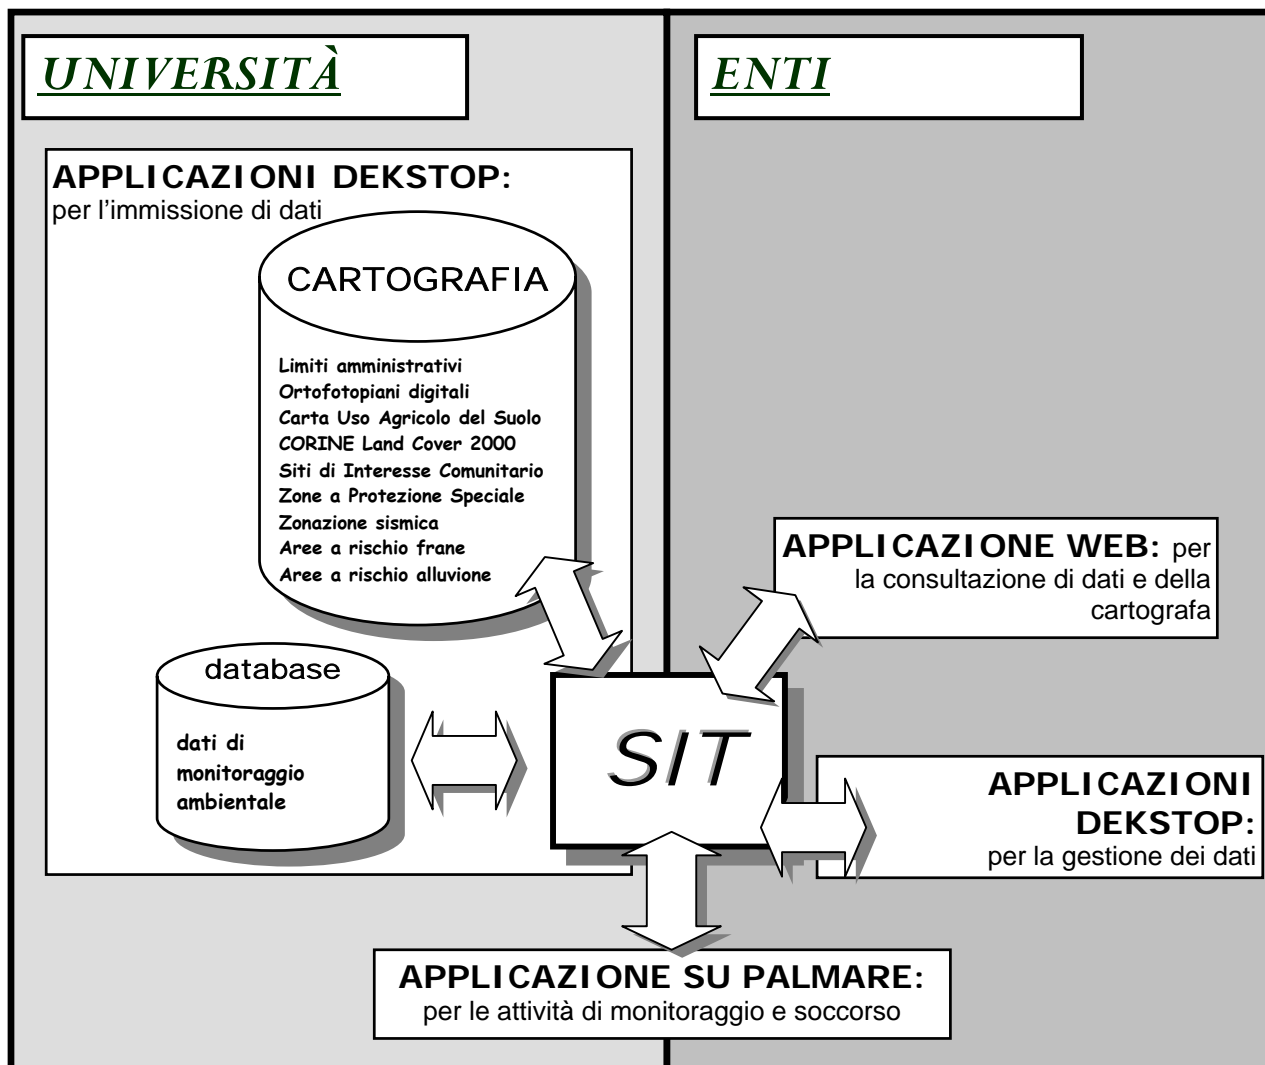 UNIVERSITÀ
ENTI
APPLICAZIONI DEKSTOP:
per l'immissione di dati
CARTOGRAFIA
Limiti amministrativi
Ortofotopiani digitali
Carta Uso Agricolo del Suolo
CORINE Land Cover 2000
Siti di Interesse Comunitario
Zone a Protezione Speciale
Zonazione sismica
Aree a rischio frane
Aree a rischio alluvione
database
dati di
monitoraggio
ambientale
SIT
APPLICAZIONE WEB: per
la consultazione di dati e della
cartografa
APPLICAZIONI
DEKSTOP:
per la gestione dei dati
APPLICAZIONE SU PALMARE:
per le attività di monitoraggio e soccorso